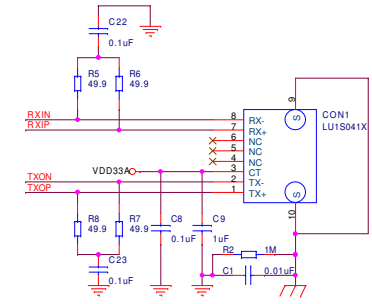 C22
0.1uF
R5
49.9
R6
49.9
9
CON1
LU1S041X
S
RXIN
8
RX-
RXIP
7
RX+
6
NC
5
NC
4
NC
VDD33A
3
CT
TXON
2
TX-
TXOP
1
TX+
S
10
R8
49.9
R7
49.9
C8
0.1uF
C9
1uF
R2
1M
C23
0.1uF
C1
0.01uF